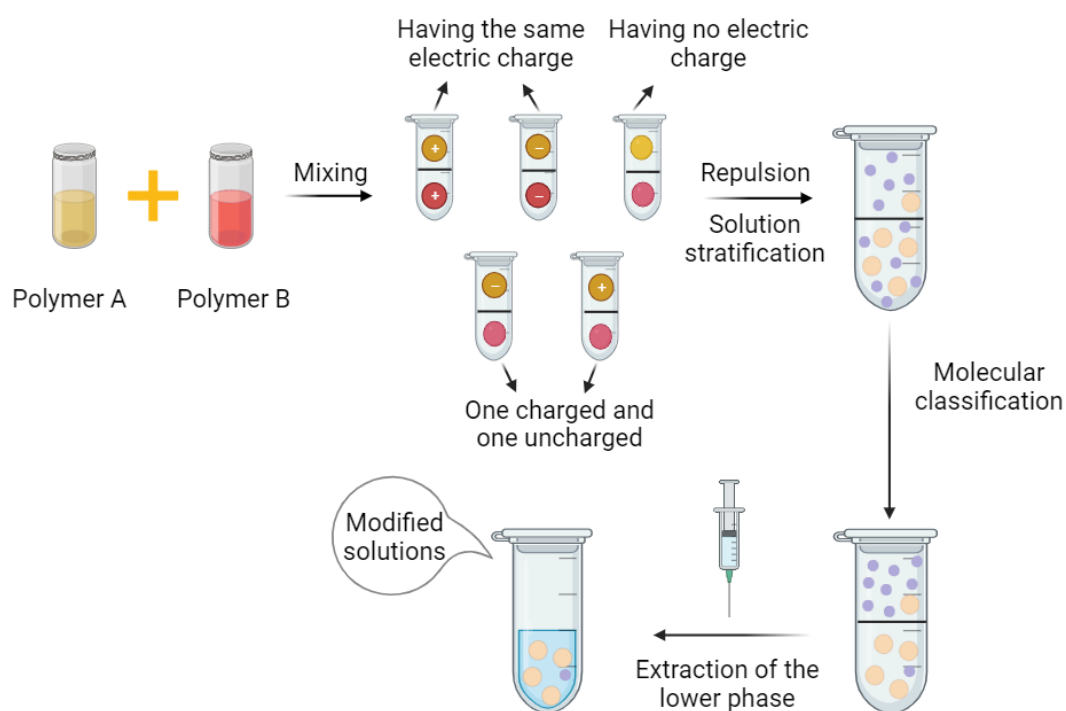 Having the same
electric charge
Having no electric
charge
+
−
+
−
Polymer A
Polymer B
Mixing
Repulsion
Solution
stratification
−
+
One charged and
one uncharged
Molecular
classification
Modified
solutions
Extraction of the
lower phase